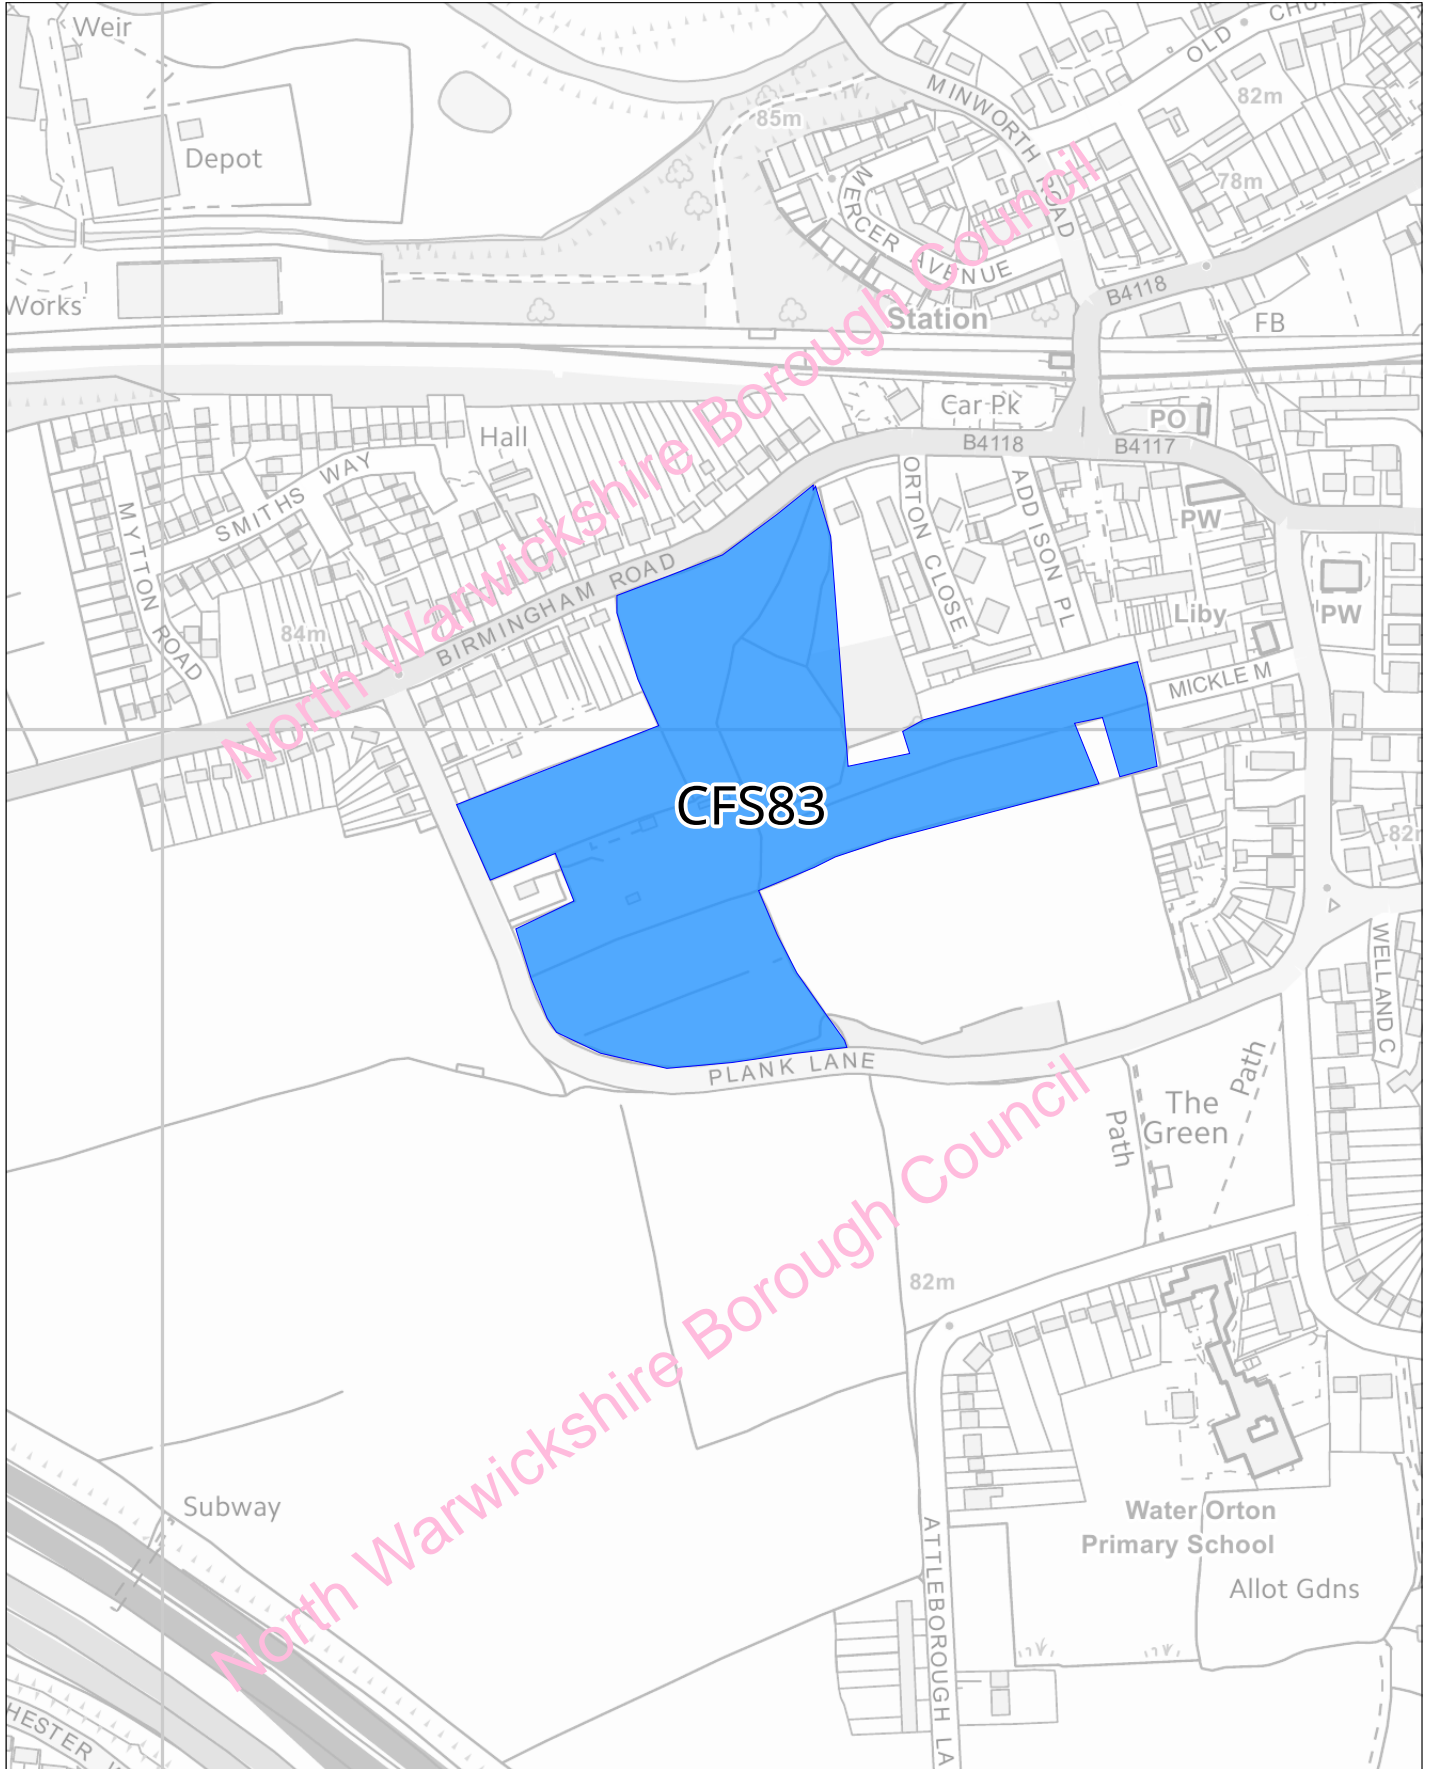 Weir
OLD
CHU
MINWORTH ROAD
82m
85m
Depot
78m
MERCER AVENUE
Works
B4118
Station
FB
Car Pk
PO
B4118
B4117
Hall
SMITHS WAY
ORTON CLOSE
ADDISON PL
PW
MYTTON ROAD
BIRMINGHAM ROAD
Liby
PW
84m
MICKLE M
North Warwickshire Borough Council
CFS83
82m
WELLAND C
PLANK LANE
Path
Path
The
Green
82m
North Warwickshire Borough Council
Subway
Water Orton
Primary School
Allot Gdns
ATTLEBOROUGH LA
HESTER